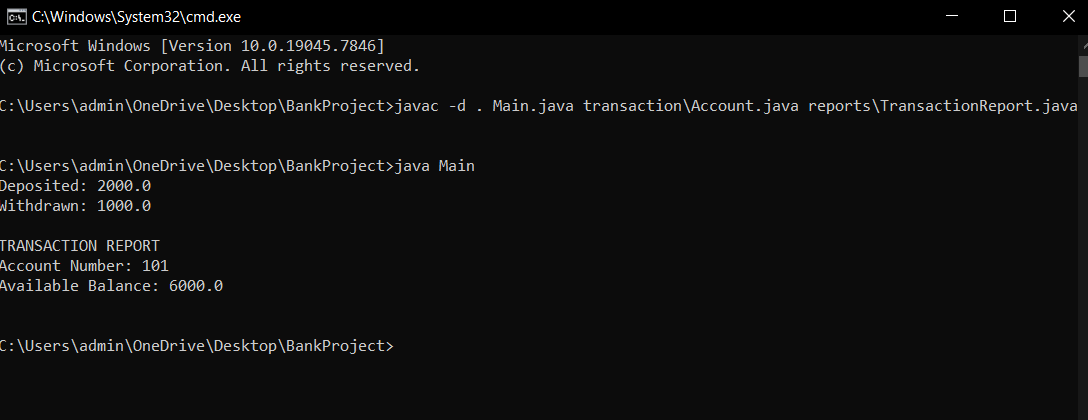 C:\Windows\System32\cmd.exe
Microsoft Windows [Version 10.0.19045.7846]
(c) Microsoft Corporation. All rights reserved.
C:\Users\admin\OneDrive\Desktop\BankProject>javac -d . Main.java transaction\Account.java reports\TransactionReport.java
C:\Users\admin\OneDrive\Desktop\BankProject>java Main
Deposited: 2000.0
Withdrawn: 1000.0
TRANSACTION REPORT
Account Number: 101
Available Balance: 6000.0
C:\Users\admin\OneDrive\Desktop\BankProject>